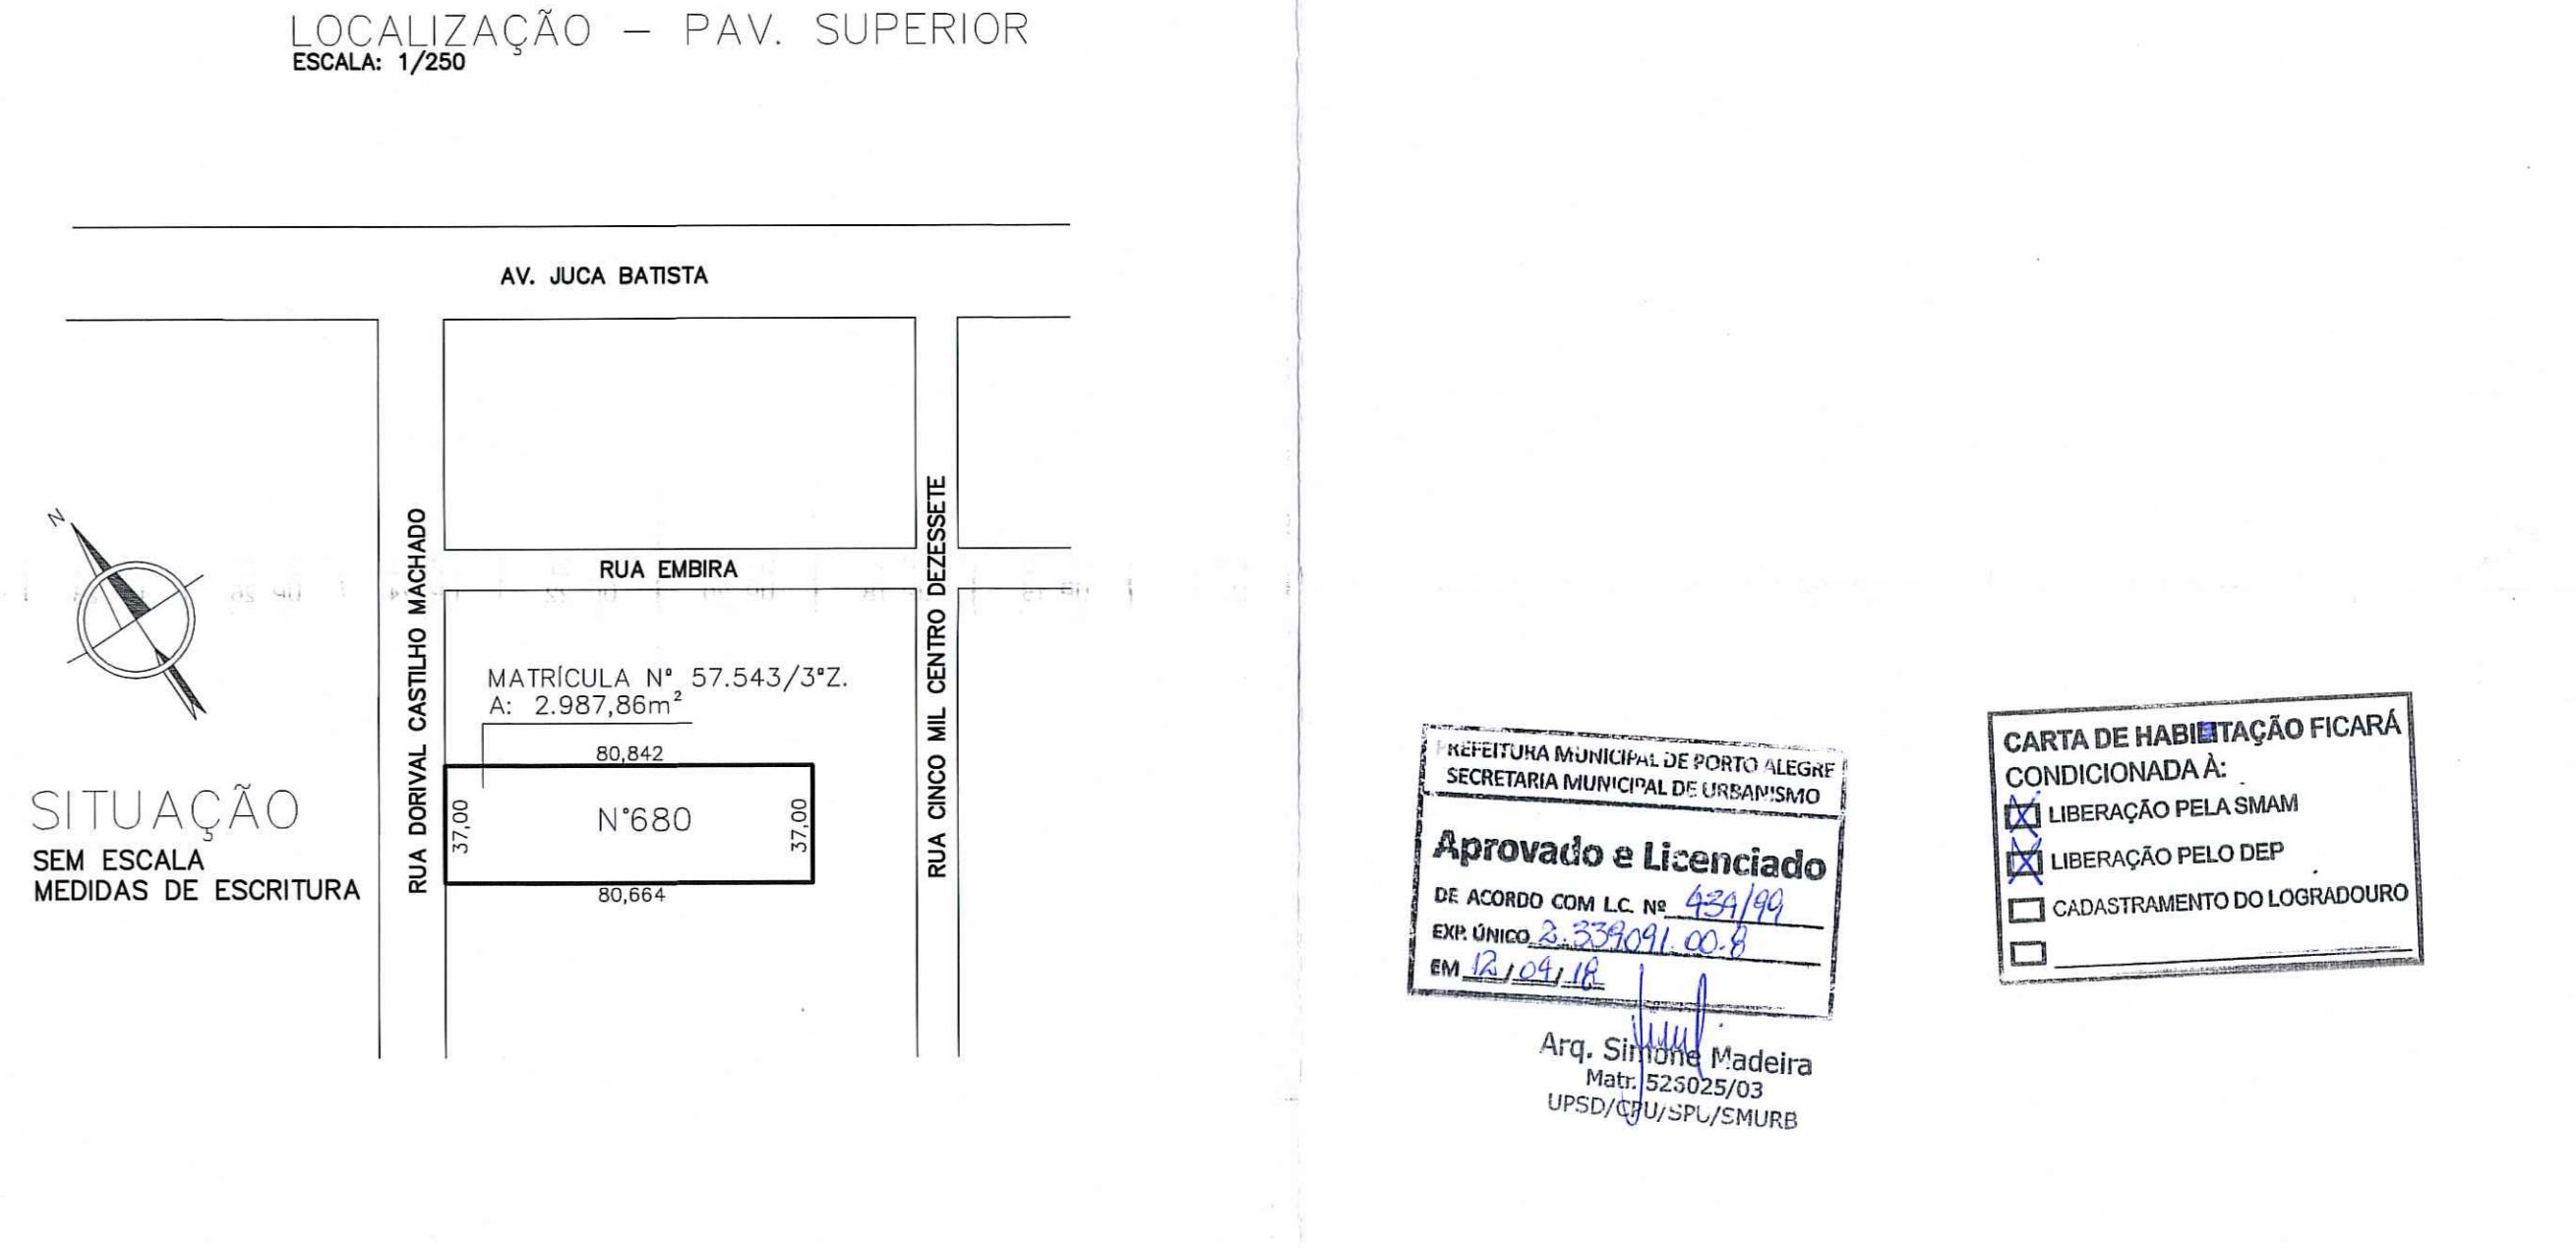 LOCALIZAÇÃO – PAV. SUPERIOR
ESCALA: 1/250
AV. JUCA BATISTA
RUA EMBIRA
RUA DORIVAL CASTILHO MACHADO
RUA CINCO MIL CENTRO DEZESSETE
N
MATRÍCULA Nº 57.543/3ªZ.
A: 2.987,86m²
80,842
37,00
N°680
37,00
80,664
SITUAÇÃO
SEM ESCALA
MEDIDAS DE ESCRITURA
PREFEITURA MUNICIPAL DE PORTO ALEGRE
SECRETARIA MUNICIPAL DE URBANISMO
Aprovado e Licenciado
DE ACORDO COM L.C. Nº 434/99
EXP. ÚNICO 2.339091.00.8
EM 12/04/18
Arq. Simone Madeira
Matr. 526025/03
UPSD/CPU/SPU/SMURB
CARTA DE HABILITAÇÃO FICARÁ
CONDICIONADA À:
LIBERAÇÃO PELA SMAM
LIBERAÇÃO PELO DEP
CADASTRAMENTO DO LOGRADOURO